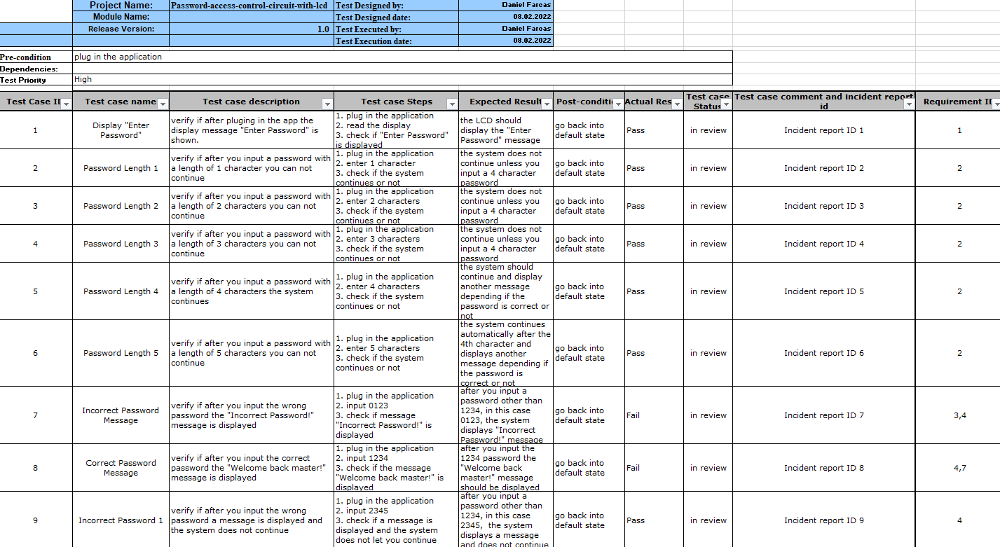 Project Name: Password-access-control-circuit-with-lcd Test Designed by: Daniel Farcas
Module Name: Test Designed date: 08.02.2022
Release Version: 1.0 Test Executed by: Daniel Farcas
Test Execution date: 08.02.2022
Pre-condition plug in the application
Dependencies:
Test Priority High
Test Case ID
Test case name
Test case description
Test case Steps
Expected Result
Post-conditi
Actual Res
Test case
Status
Test case comment and incident report
id
Requirement ID
1
Display "Enter
Password"
verify if after pluging in the app the
display message "Enter Password" is
shown.
1. plug in the application
2. read the display
3. check if "Enter Password"
is displayed
the LCD should
display the "Enter
Password" message
go back into
default state
Pass
in review
Incident report ID 1
1
2
Password Length 1
verify if after you input a password with
a length of 1 character you can not
continue
1. plug in the application
2. enter 1 character
3. check if the system
continues or not
the system does not
continue unless you
input a 4 character
password
go back into
default state
Pass
in review
Incident report ID 2
2
3
Password Length 2
verify if after you input a password with
a length of 2 characters you can not
continue
1. plug in the application
2. enter 2 characters
3. check if the system
continues or not
the system does not
continue unless you
input a 4 character
password
go back into
default state
Pass
in review
Incident report ID 3
2
4
Password Length 3
verify if after you input a password with
a length of 3 characters you can not
continue
1. plug in the application
2. enter 3 characters
3. check if the system
continues or not
the system does not
continue unless you
input a 4 character
password
go back into
default state
Pass
in review
Incident report ID 4
2
5
Password Length 4
verify if after you input a password with
a length of 4 characters the system
continues
1. plug in the application
2. enter 4 characters
3. check if the system
continues or not
the system should
continue and display
another message
depending if the
password is correct or
not
go back into
default state
Pass
in review
Incident report ID 5
2
6
Password Length 5
verify if after you input a password with
a length of 5 characters you can not
continue
1. plug in the application
2. enter 5 characters
3. check if the system
continues or not
the system continues
automatically after the
4th character and
displays another
message depending if
the password is
correct or not
go back into
default state
Pass
in review
Incident report ID 6
2
7
Incorrect Password
Message
verify if after you input the wrong
password the "Incorrect Password!"
message is displayed
1. plug in the application
2. input 0123
3. check if message
"Incorrect Password!" is
displayed
after you input a
password other than
1234, in this case
0123, the system
displays "Incorrect
Password!" message
go back into
default state
Fail
in review
Incident report ID 7
3,4
8
Correct Password
Message
verify if after you input the correct
password the "Welcome back master!"
message is displayed
1. plug in the application
2. input 1234
3. check if the message
"Welcome back master!" is
displayed
after you input the
1234 password the
"Welcome back
master!" message
should be displayed
go back into
default state
Fail
in review
Incident report ID 8
4,7
9
Incorrect Password 1
verify if after you input the wrong
password a message is displayed and
the system does not continue
1. plug in the application
2. input 2345
3. check if a message is
displayed and the system
does not let you continue
after you input a
password other than
1234, in this case
2345, the system
displays a message
and does not continue
go back into
default state
Pass
in review
Incident report ID 9
4